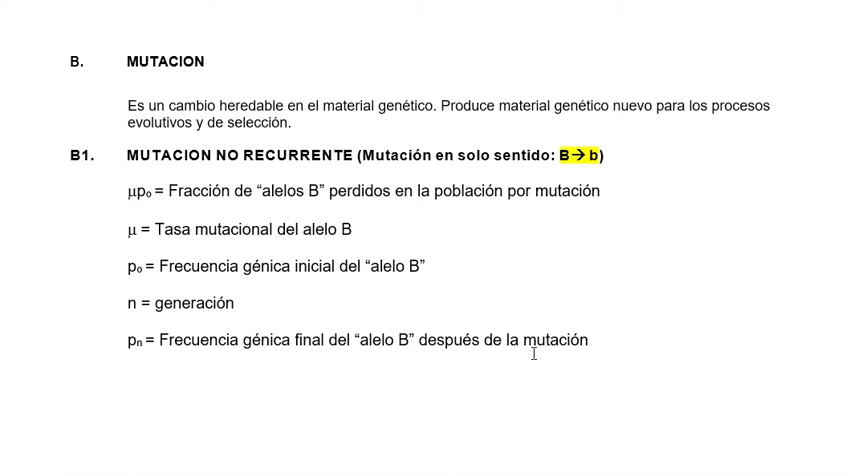 B. MUTACION
Es un cambio heredable en el material genético. Produce material genético nuevo para los procesos
evolutivos y de selección.
B1. MUTACION NO RECURRENTE (Mutación en solo sentido: B→ b)
μpₒ = Fracción de “alelos B” perdidos en la población por mutación
μ = Tasa mutacional del alelo B
pₒ = Frecuencia génica inicial del “alelo B”
n = generación
pₙ = Frecuencia génica final del “alelo B” después de la mutación